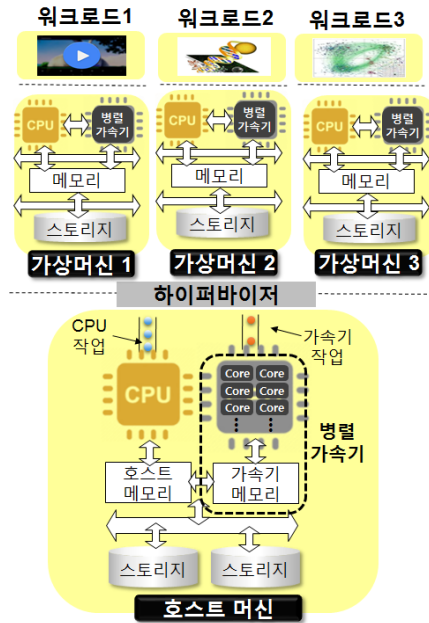 워크로드1
워크로드2
워크로드3
CPU
병렬
가속기
메모리
스토리지
가상머신 1
CPU
병렬
가속기
메모리
스토리지
가상머신 2
CPU
병렬
가속기
메모리
스토리지
가상머신 3
하이퍼바이저
CPU
작업
가속기
작업
CPU
Core Core
Core Core
Core Core
병렬
가속기
호스트
메모리
가속기
메모리
스토리지
스토리지
호스트 머신